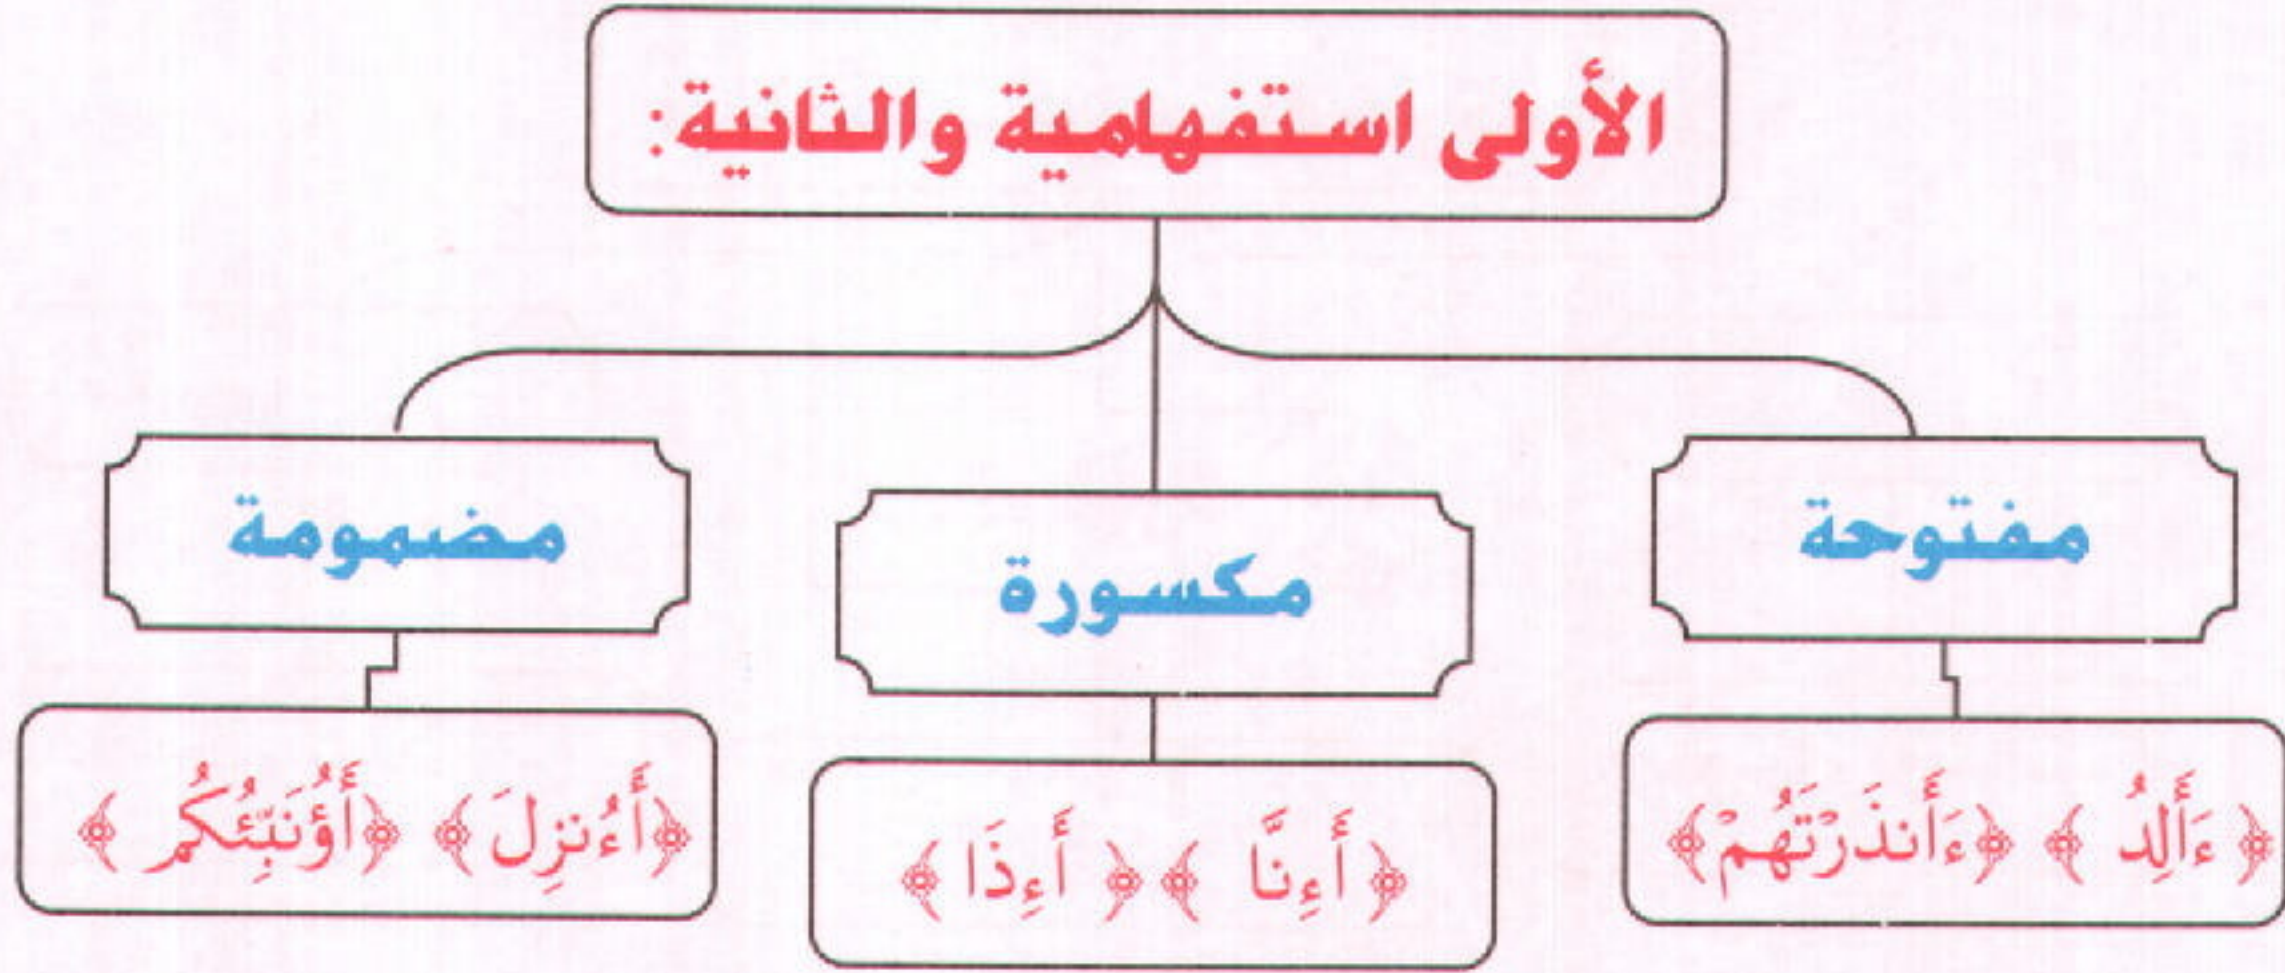 الأولى استفهامية والثانية:
مفتوحة
مكسورة
مضمومة
﴿ءَأَلِدُ﴾ ﴿ءَأَنذَرْتَهُمْ﴾
﴿أَءِنَّا﴾ ﴿أَءِذَا﴾
﴿أَءُنزِلَ﴾ ﴿أَؤُنَبِّئُكُم﴾